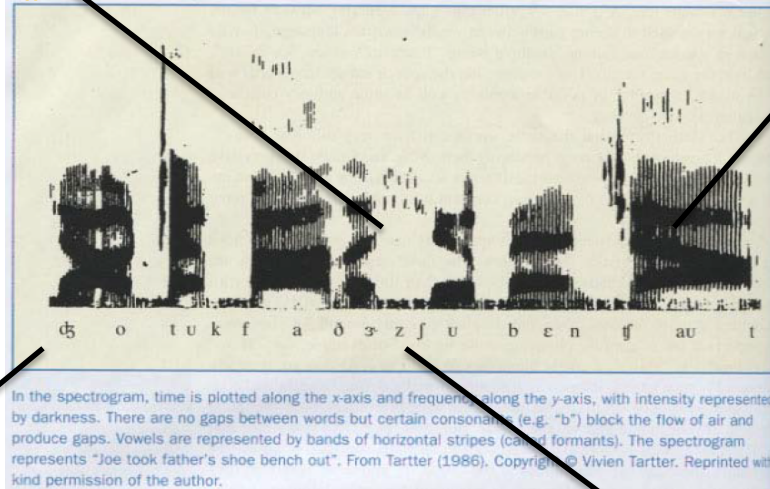 ʤ o t ʊ k f a ð ɝ z ʃ ʊ b ɛ n ʧ aʊ t
In the spectrogram, time is plotted along the x-axis and frequency along the y-axis, with intensity represented
by darkness. There are no gaps between words but certain consonants (e.g. “b”) block the flow of air and
produce gaps. Vowels are represented by bands of horizontal stripes (called formants). The spectrogram
represents “Joe took father's shoe bench out”. From Tartter (1986). Copyright © Vivien Tartter. Reprinted with
kind permission of the author.